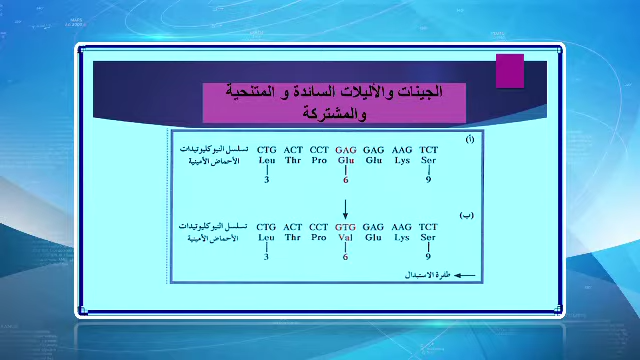 الجينات والأليلات السائدة و المتنحية
والمشتركة
(أ)
تسلسل النيوكليوتيدات CTG ACT CCT GAG GAG AAG TCT
الأحماض الأمينية Leu Thr Pro Glu Glu Lys Ser
3 6 9
(ب)
تسلسل النيوكليوتيدات CTG ACT CCT GTG GAG AAG TCT
الأحماض الأمينية Leu Thr Pro Val Glu Lys Ser
3 6 9
طفرة الاستبدال